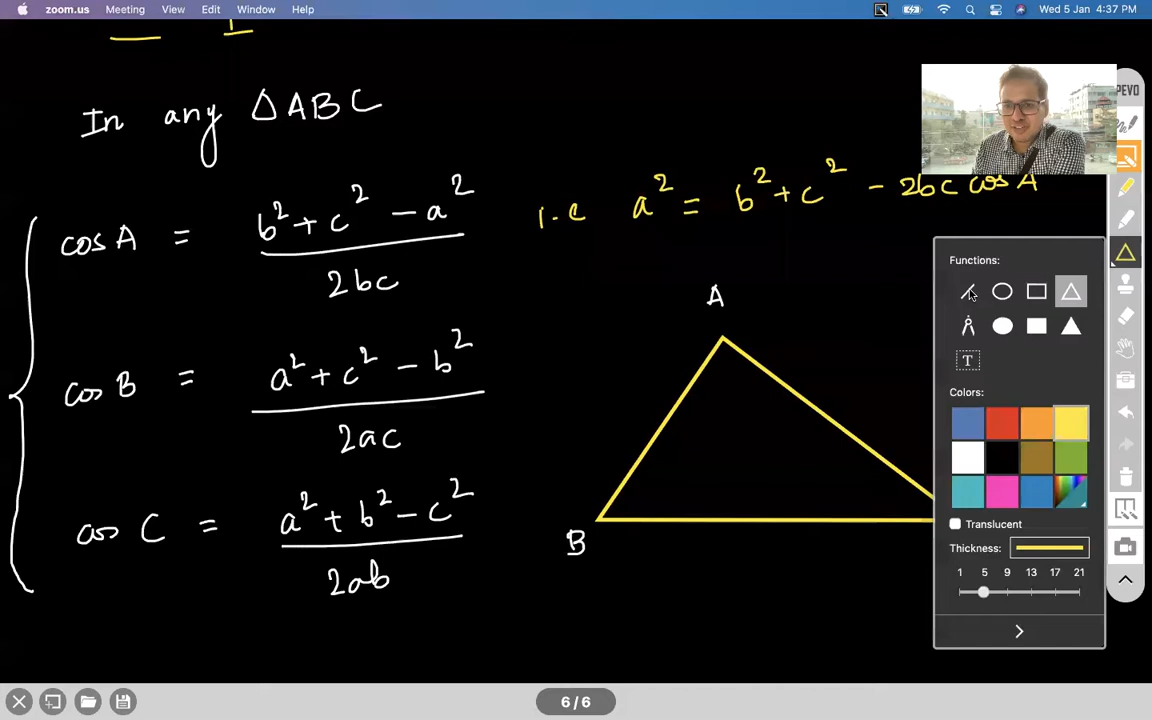 zoom.us Meeting View Edit Window Help
Wed 5 Jan 4:37 PM
In any △ABC
cos A = b² + c² − a² / 2bc
i.e a² = b² + c² − 2bc cos A
cos B = a² + c² − b² / 2ac
cos C = a² + b² − c² / 2ab
A
B
Functions:
T
Colors:
Translucent
Thickness:
1 5 9 13 17 21
6/6